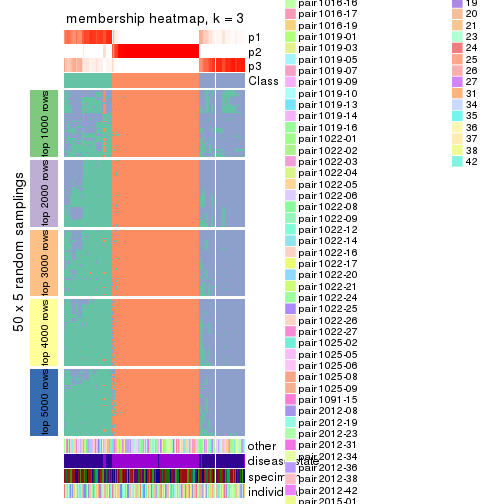 membership heatmap, k = 3
p1
p2
p3
Class
50 x 5 random samplings
top 1000 rows
top 2000 rows
top 3000 rows
top 4000 rows
top 5000 rows
other
disease.state
individ
pair1016-16
pair1016-17
pair1019-01
pair1019-03
pair1019-05
pair1019-07
pair1019-09
pair1019-10
pair1019-13
pair1019-14
pair1019-16
pair1022-01
pair1022-02
pair1022-03
pair1022-04
pair1022-05
pair1022-06
pair1022-08
pair1022-09
pair1022-12
pair1022-14
pair1022-16
pair1022-17
pair1022-20
pair1022-21
pair1022-24
pair1022-25
pair1022-26
pair1022-27
pair1025-02
pair1025-05
pair1025-06
pair1025-08
pair1025-09
pair1091-15
pair2012-08
pair2012-19
pair2012-23
pair2012-31
pair2012-34
pair2012-36
pair2012-38
pair2012-42
pair2015-01
19
20
21
23
24
25
26
27
31
34
35
36
37
38
42